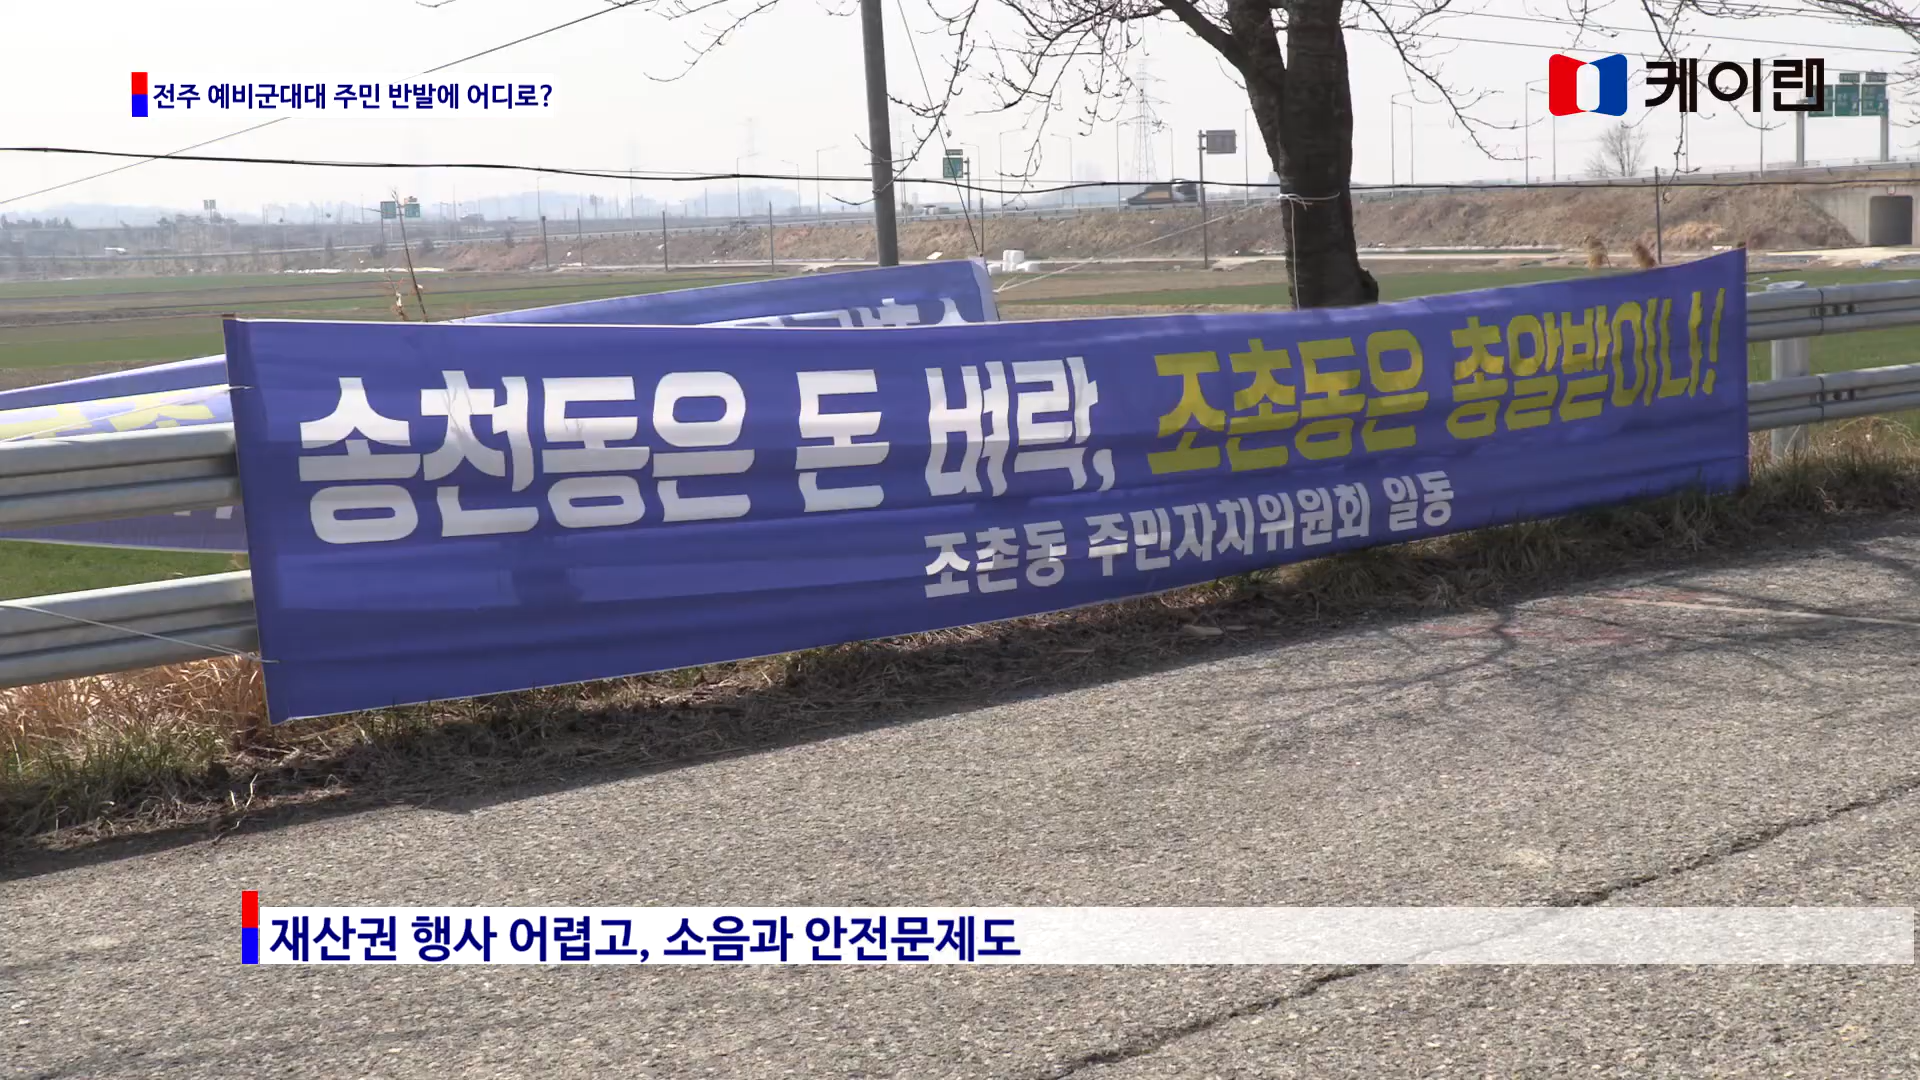 전주 예비군대대 주민 반발에 어디로?
케이랜
송천동은 돈 벼락, 조촌동은 총알받이냐!
조촌동 주민자치위원회 일동
재산권 행사 어렵고, 소음과 안전문제도